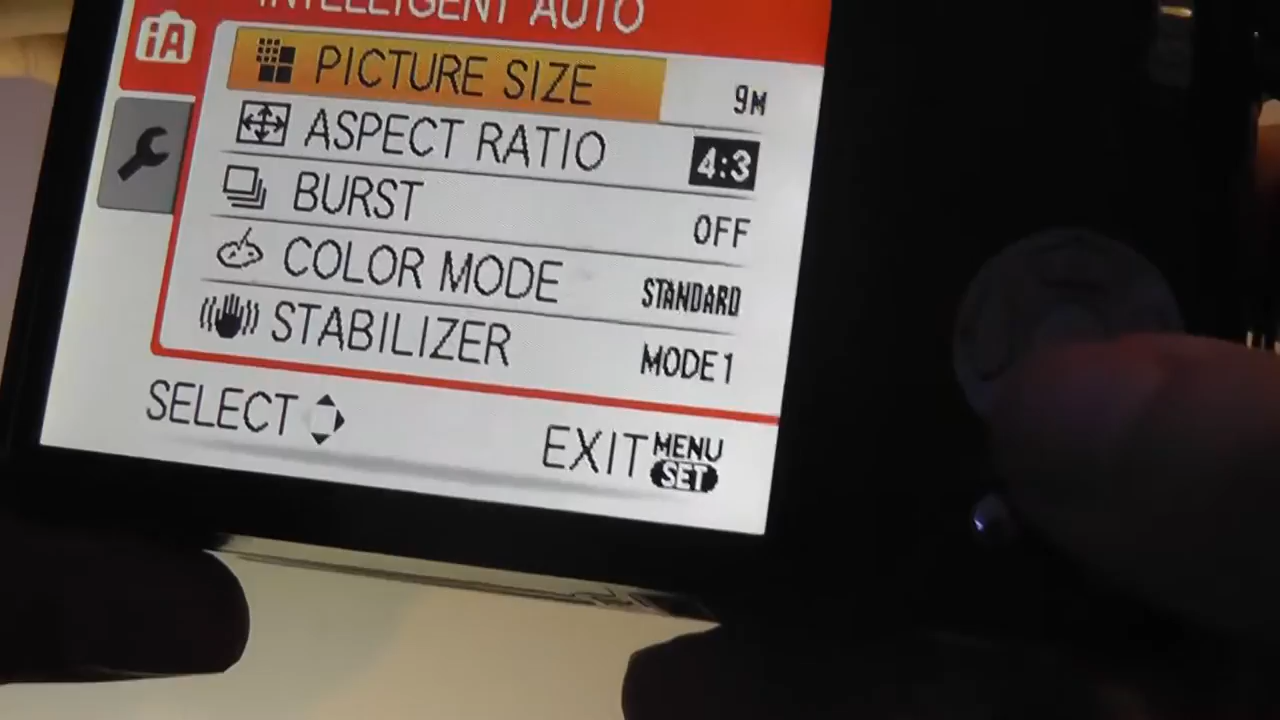 INTELLIGENT AUTO
iA
PICTURE SIZE 9M
ASPECT RATIO 4:3
BURST OFF
COLOR MODE STANDARD
STABILIZER MODE1
SELECT EXIT MENU
SET